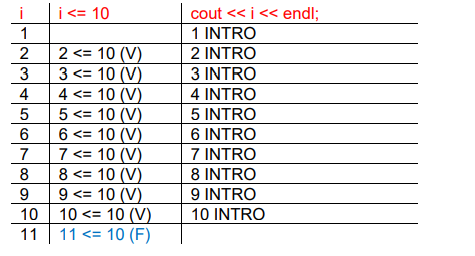 i i <= 10 cout << i << endl;
1 1 INTRO
2 2 <= 10 (V) 2 INTRO
3 3 <= 10 (V) 3 INTRO
4 4 <= 10 (V) 4 INTRO
5 5 <= 10 (V) 5 INTRO
6 6 <= 10 (V) 6 INTRO
7 7 <= 10 (V) 7 INTRO
8 8 <= 10 (V) 8 INTRO
9 9 <= 10 (V) 9 INTRO
10 10 <= 10 (V) 10 INTRO
11 11 <= 10 (F)